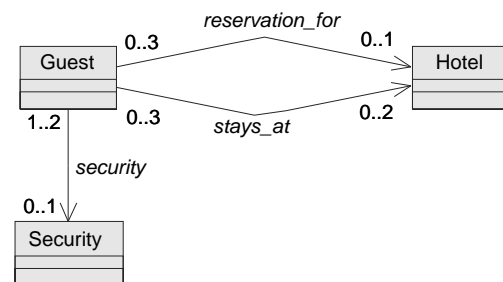 reservation_for
0..3
0..1
Guest
Hotel
1..2
0..3
0..2
stays_at
security
0..1
Security